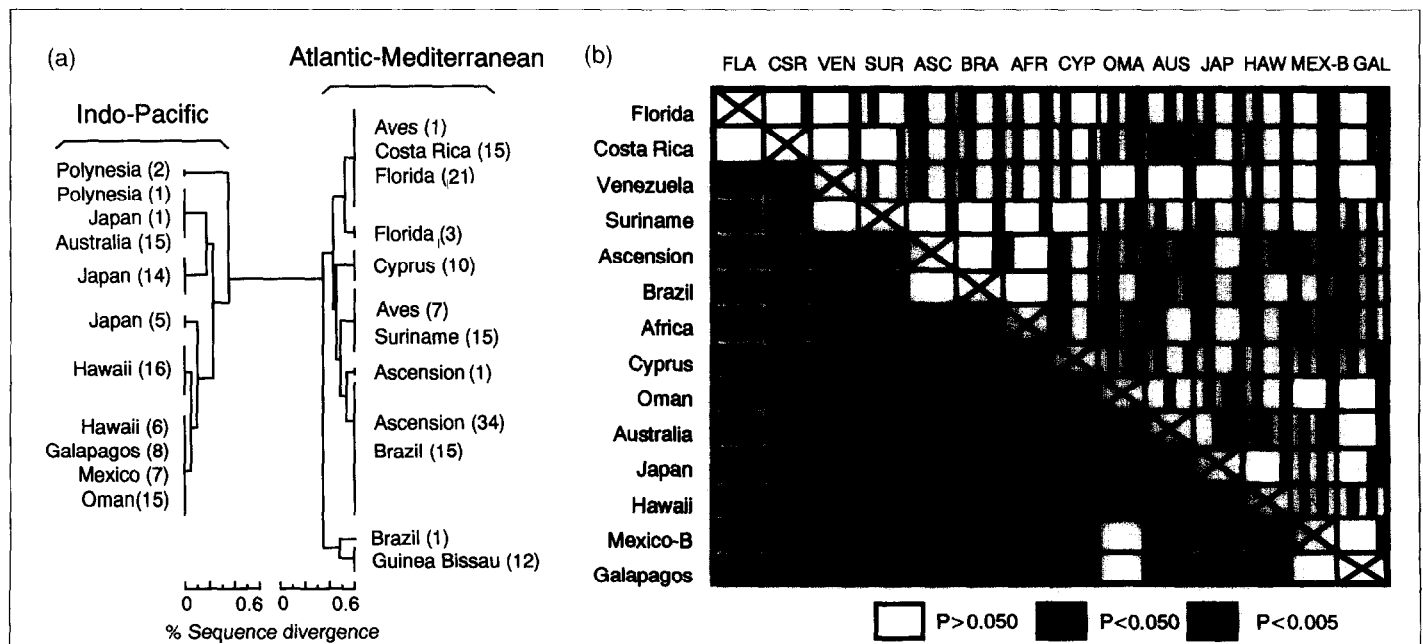 (a)
Atlantic-Mediterranean
Indo-Pacific
Polynesia (2)
Polynesia (1)
Japan (1)
Australia (15)
Japan (14)
Japan (5)
Hawaii (16)
Hawaii (6)
Galapagos (8)
Mexico (7)
Oman(15)
Aves (1)
Costa Rica (15)
Florida (21)
Florida (3)
Cyprus (10)
Aves (7)
Suriname (15)
Ascension (1)
Ascension (34)
Brazil (15)
Brazil (1)
Guinea Bissau (12)
0 0.6 0 0.6
% Sequence divergence
(b)
FLA CSR VEN SUR ASC BRA AFR CYP OMA AUS JAP HAW MEX-B GAL
Florida
Costa Rica
Venezuela
Suriname
Ascension
Brazil
Africa
Cyprus
Oman
Australia
Japan
Hawaii
Mexico-B
Galapagos
P>0.050 P<0.050 P<0.005